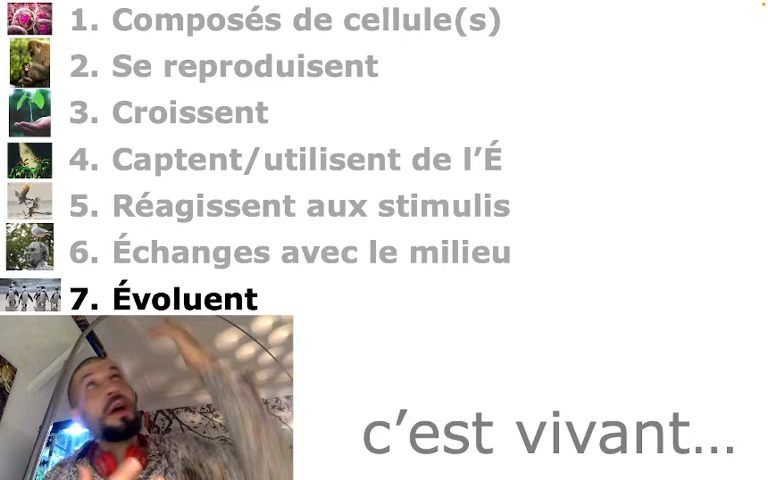 1. Composés de cellule(s)
2. Se reproduisent
3. Croissent
4. Captent/utilisent de l’É
5. Réagissent aux stimulis
6. Échanges avec le milieu
7. Évoluent
c’est vivant...